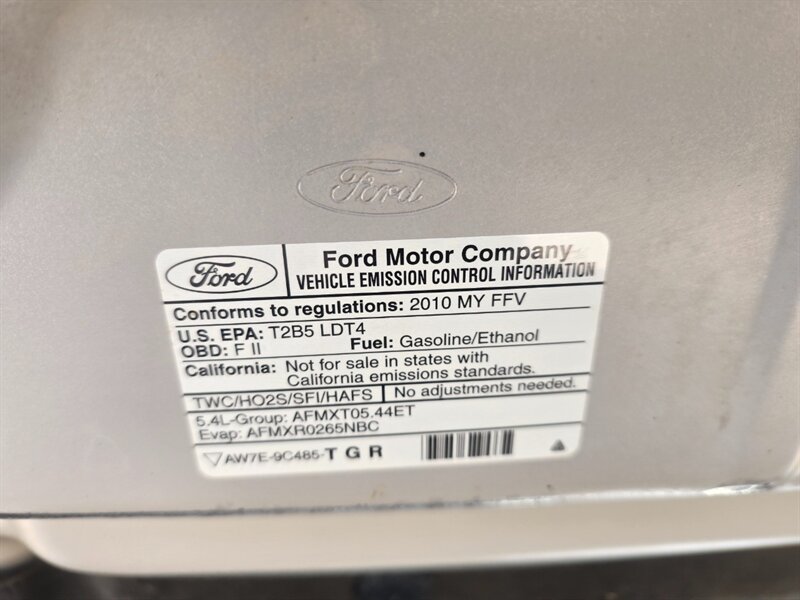 Ford
Ford
Ford Motor Company
VEHICLE EMISSION CONTROL INFORMATION
Conforms to regulations: 2010 MY FFV
U.S. EPA: T2B5 LDT4
OBD: F II
Fuel: Gasoline/Ethanol
California: Not for sale in states with
California emissions standards.
TWC/HO2S/SFI/HAFS
No adjustments needed.
5.4L-Group: AFMXT05.44ET
Evap: AFMXR0265NBC
AW7E-9C485-T G R